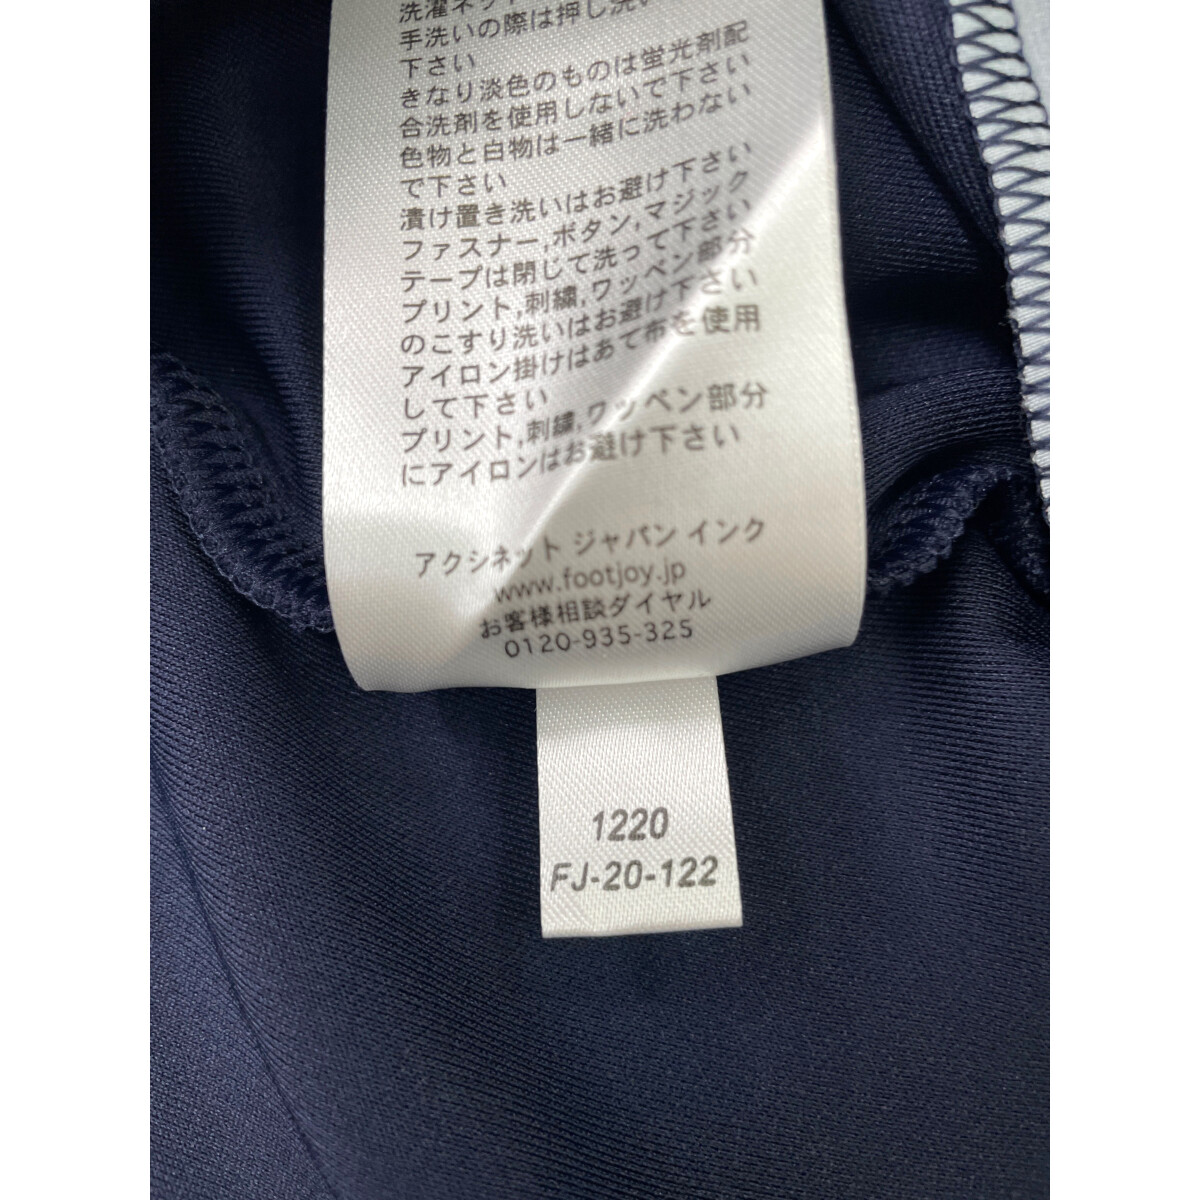 洗濯ネット
手洗いの際は押し洗い
下さい
きなり淡色のものは蛍光剤配
合洗剤を使用しないで下さい
色物と白物は一緒に洗わない
で下さい
漬け置き洗いはお避け下さい
ファスナー,ボタン,マジック
テープは閉じて洗って下さい
プリント,刺繍,ワッペン部分
のこすり洗いはお避け下さい
アイロン掛けはあて布を使用
して下さい
プリント,刺繍,ワッペン部分
にアイロンはお避け下さい
アクシネット ジャパン インク
www.footjoy.jp
お客様相談ダイヤル
0120-935-325
1220
FJ-20-122